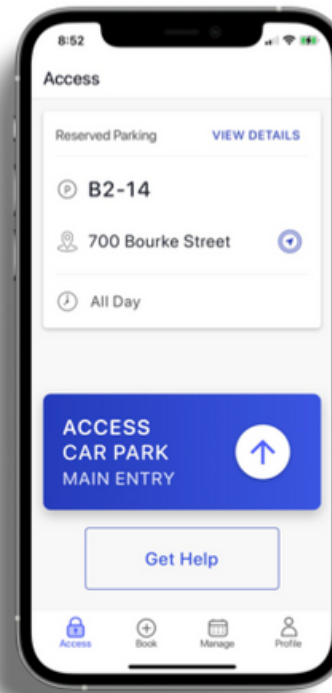 8:52
Access
Reserved Parking VIEW DETAILS
P B2-14
700 Bourke Street
All Day
ACCESS
CAR PARK
MAIN ENTRY
Get Help
Access Book Manage Profile